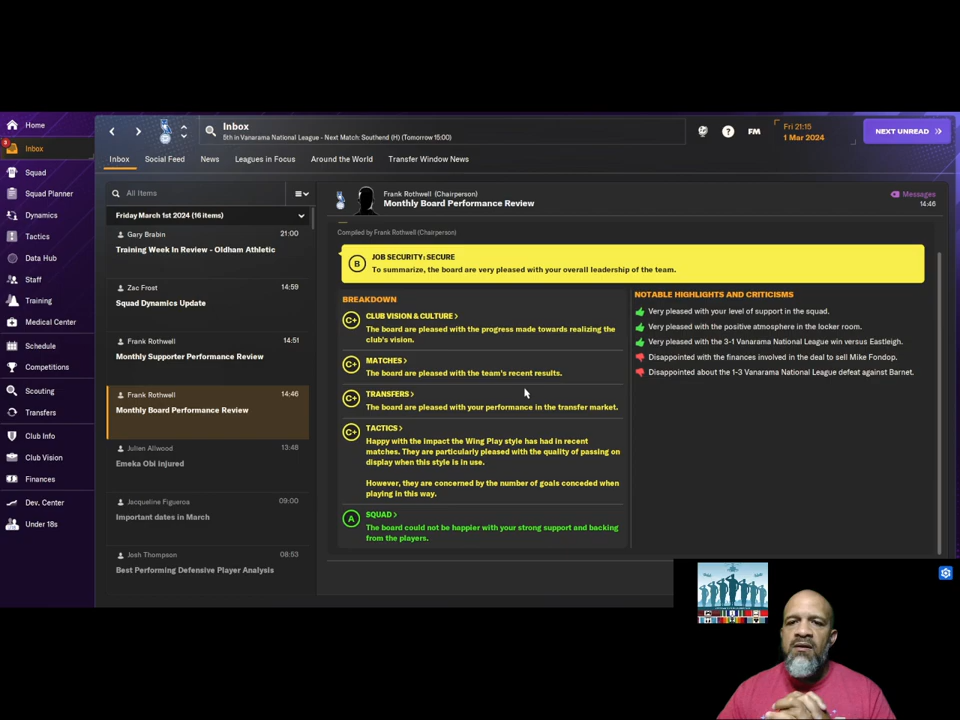 Home
Inbox
3
Squad
Squad Planner
Dynamics
Tactics
Data Hub
Staff
Training
Medical Center
Schedule
Competitions
Scouting
Transfers
Club Info
Club Vision
Finances
Dev. Center
Under 18s
Inbox
5th in Vanarama National League - Next Match: Southend (H) (Tomorrow 15:00)
? FM
Fri 21:15
1 Mar 2024
NEXT UNREAD
Inbox Social Feed News Leagues in Focus Around the World Transfer Window News
All Items
Friday March 1st 2024 (16 items)
Gary Brabin 21:00
Training Week In Review - Oldham Athletic
Zac Frost 14:59
Squad Dynamics Update
Frank Rothwell 14:51
Monthly Supporter Performance Review
Frank Rothwell 14:46
Monthly Board Performance Review
Julien Allwood 13:48
Emeka Obi injured
Jacqueline Figueroa 09:00
Important dates in March
Josh Thompson 08:53
Best Performing Defensive Player Analysis
Frank Rothwell (Chairperson)
Monthly Board Performance Review
Messages
14:46
Compiled by Frank Rothwell (Chairperson)
B
JOB SECURITY: SECURE
To summarize, the board are very pleased with your overall leadership of the team.
BREAKDOWN
C+
CLUB VISION & CULTURE >
The board are pleased with the progress made towards realizing the
club's vision.
C+
MATCHES >
The board are pleased with the team's recent results.
C+
TRANSFERS >
The board are pleased with your performance in the transfer market.
C+
TACTICS >
Happy with the impact the Wing Play style has had in recent
matches. They are particularly pleased with the quality of passing on
display when this style is in use.
However, they are concerned by the number of goals conceded when
playing in this way.
A
SQUAD >
The board could not be happier with your strong support and backing
from the players.
NOTABLE HIGHLIGHTS AND CRITICISMS
Very pleased with your level of support in the squad.
Very pleased with the positive atmosphere in the locker room.
Very pleased with the 3-1 Vanarama National League win versus Eastleigh.
Disappointed with the finances involved in the deal to sell Mike Fondop.
Disappointed about the 1-3 Vanarama National League defeat against Barnet.